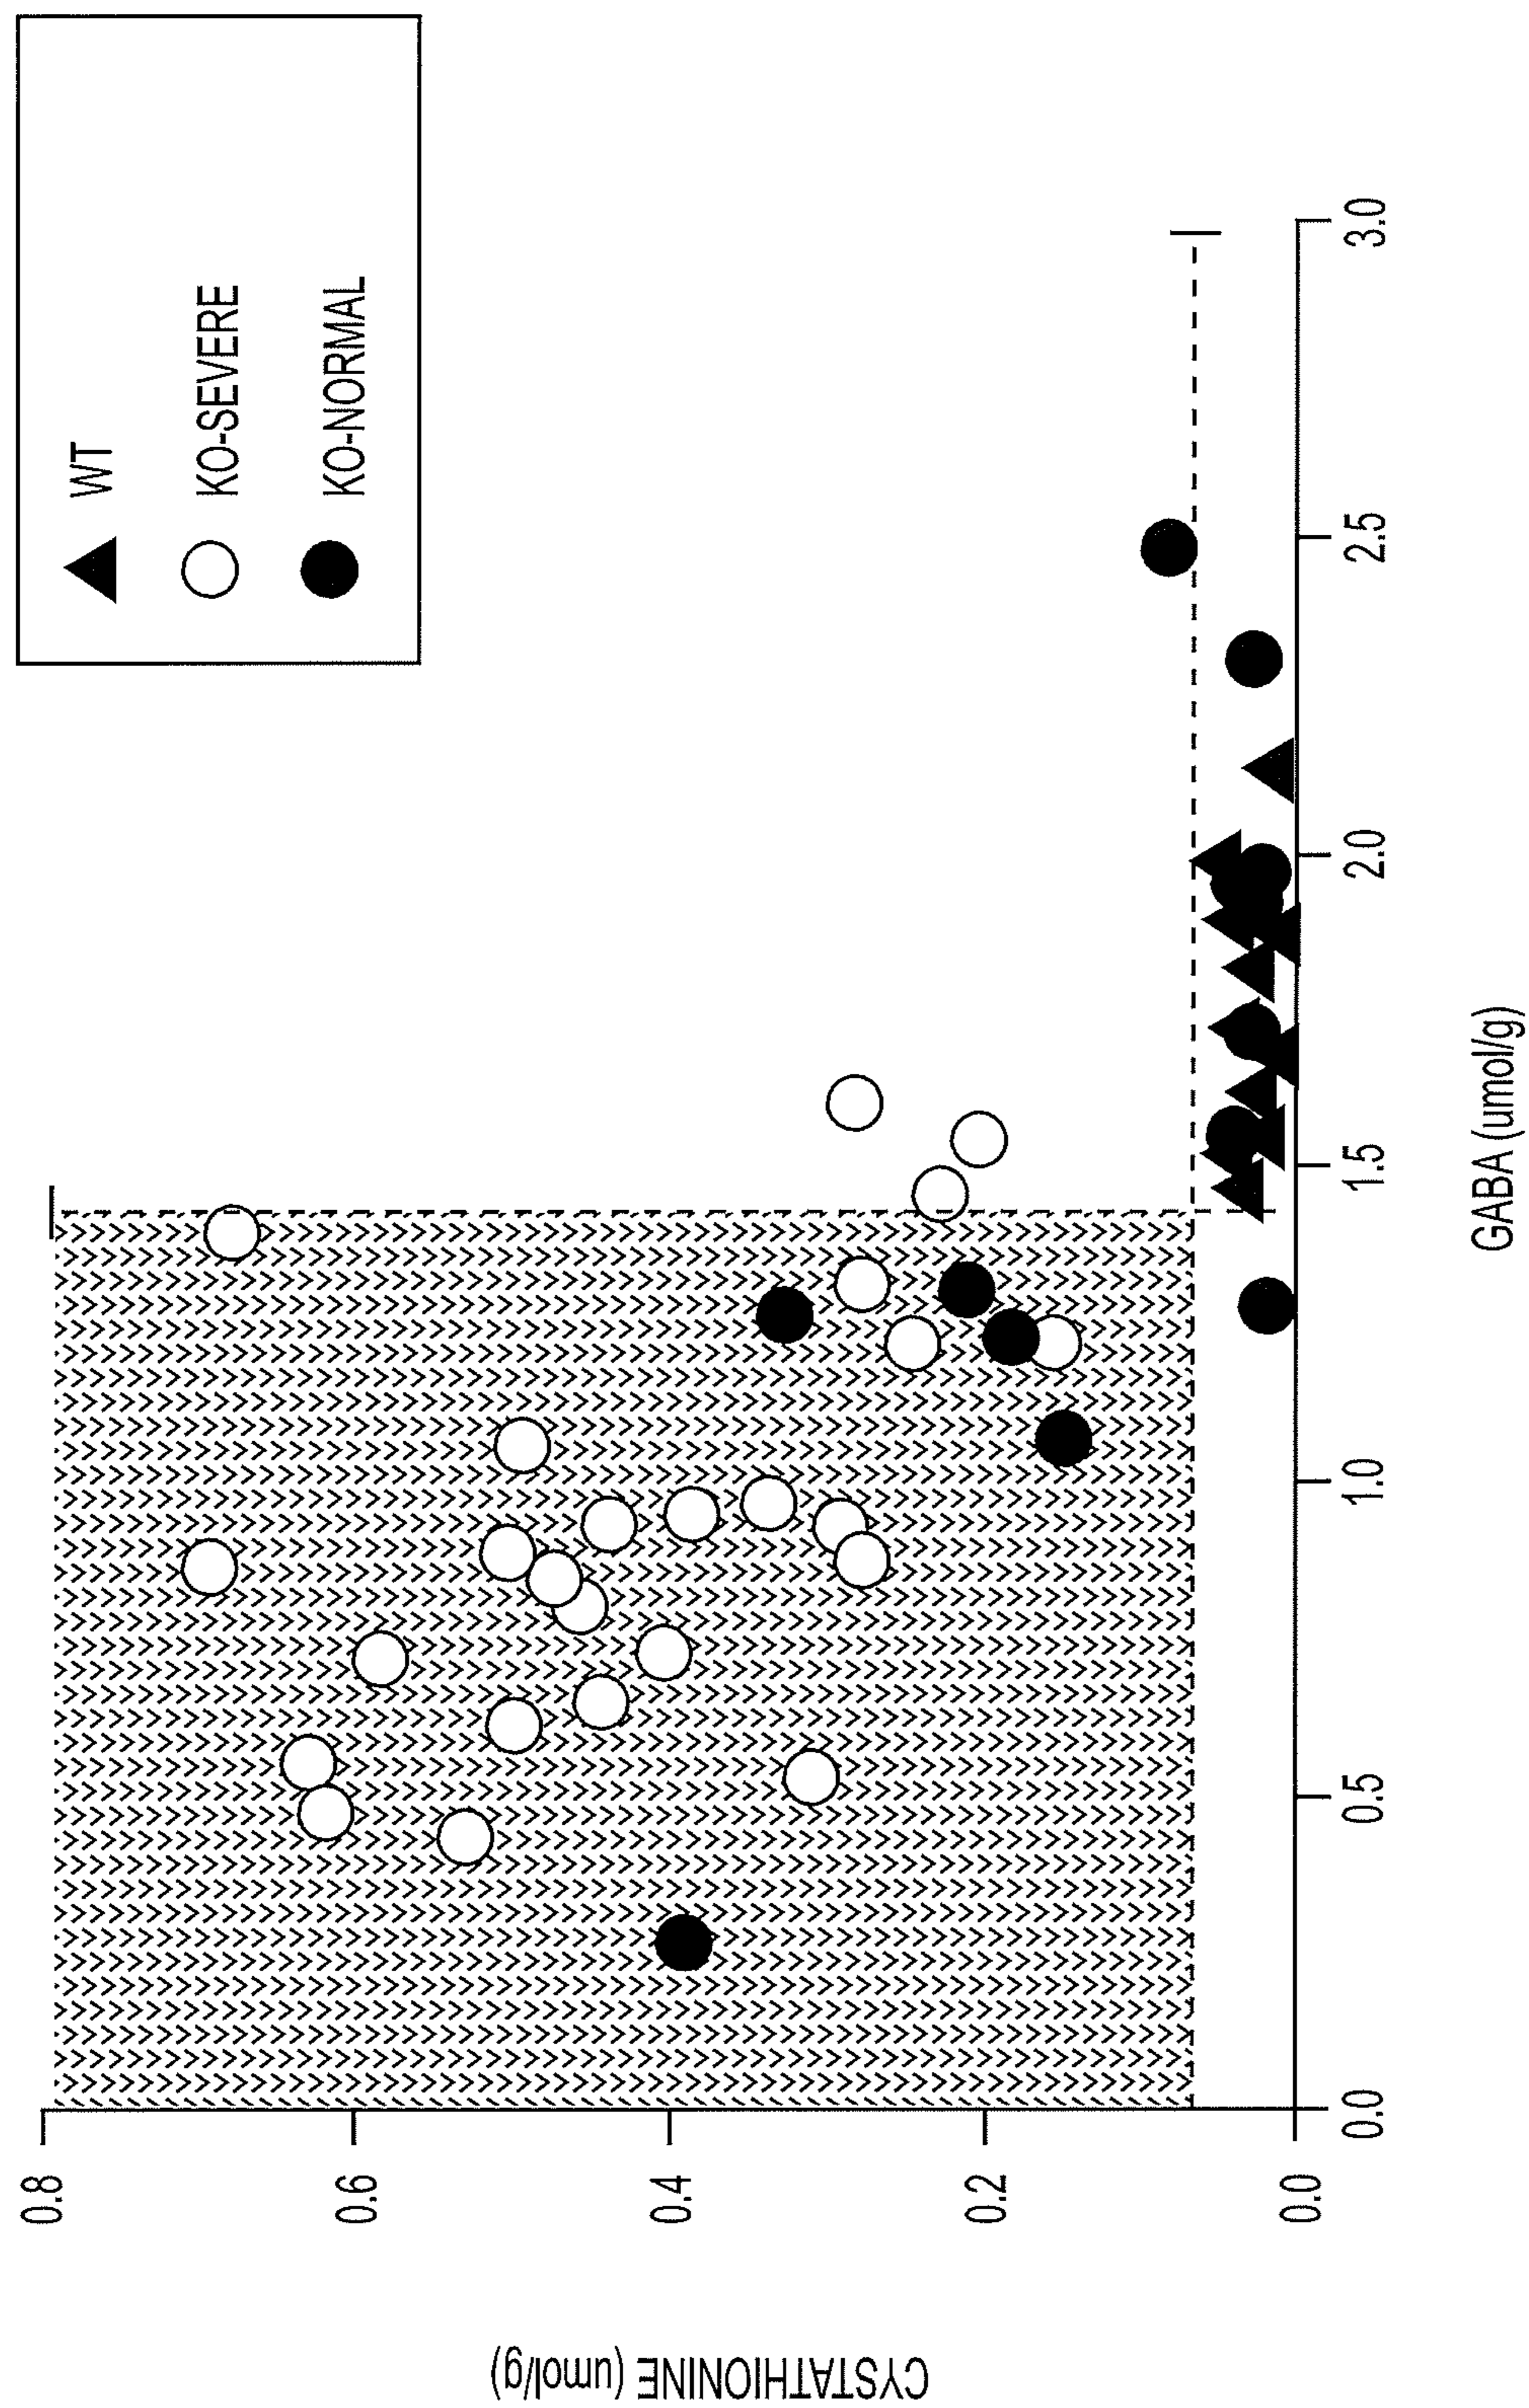 WT
KO-SEVERE
KO-NORMAL
CYSTATHIONINE (umol/g)
0.8
0.6
0.4
0.2
0.0
0.0
0.5
1.0
1.5
2.0
2.5
3.0
GABA (umol/g)